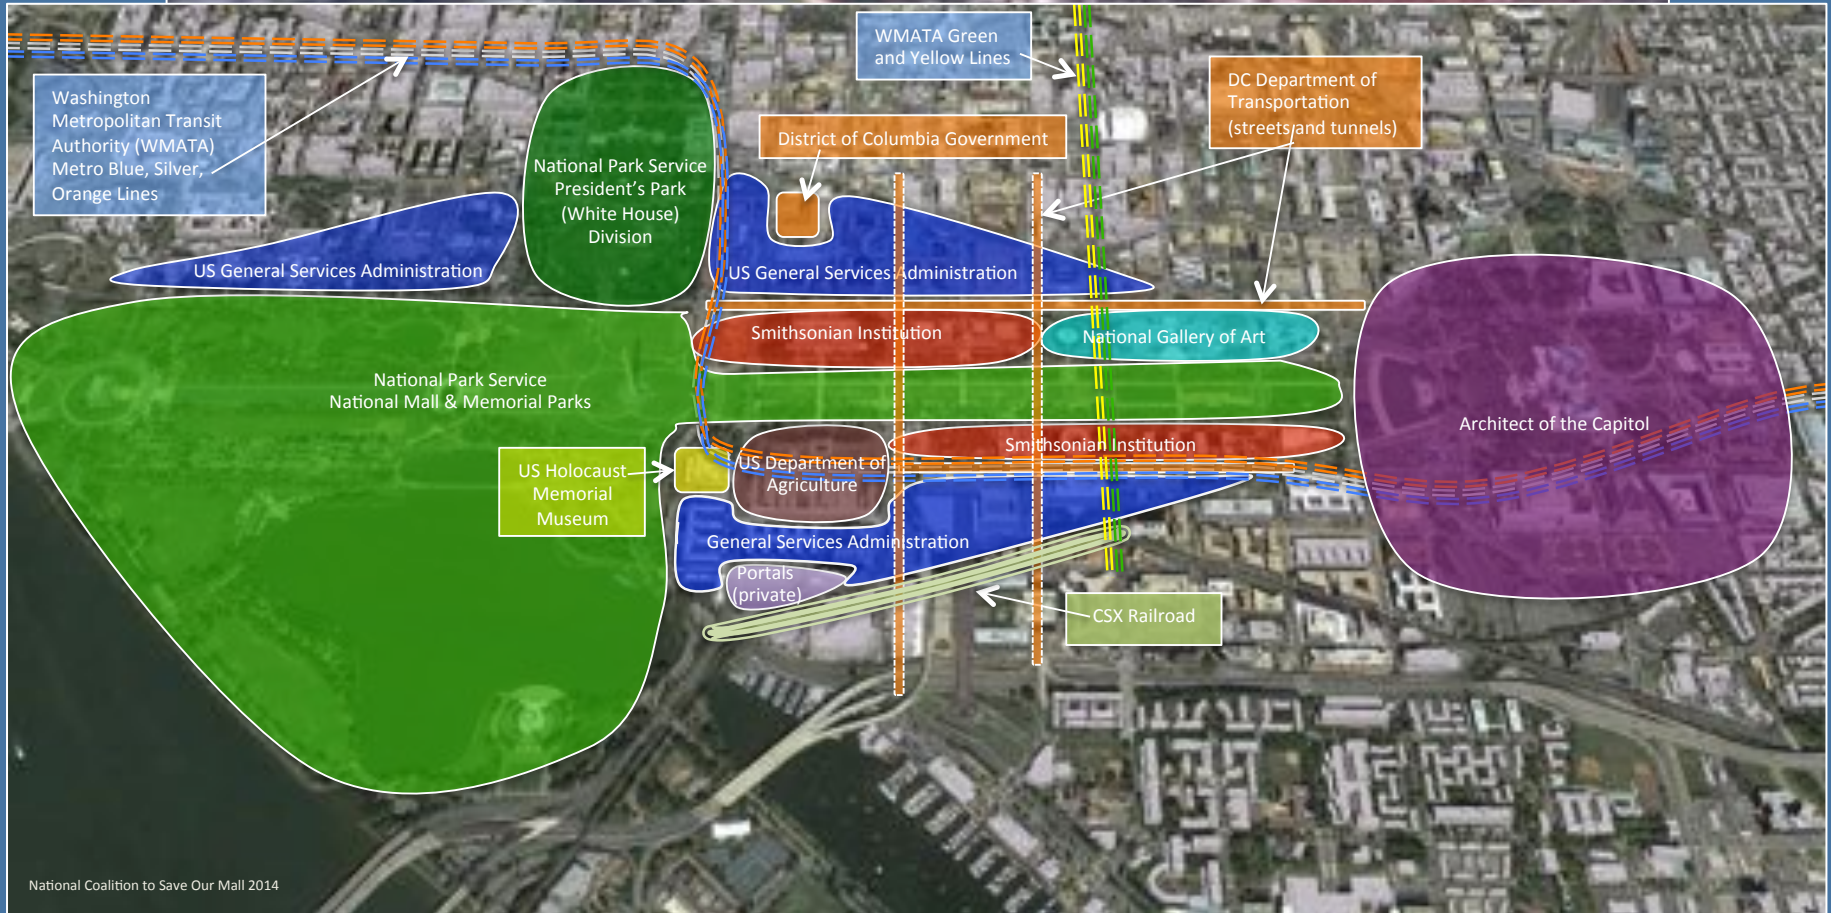 WMATA Green
and Yellow Lines
Washington
Metropolitan Transit
Authority (WMATA)
Metro Blue, Silver,
Orange Lines
DC Department of
Transportation
(streets and tunnels)
District of Columbia Government
National Park Service
President’s Park
(White House)
Division
US General Services Administration
US General Services Administration
Smithsonian Institution
National Gallery of Art
National Park Service
National Mall & Memorial Parks
Architect of the Capitol
Smithsonian Institution
US Holocaust
Memorial
Museum
US Department of
Agriculture
General Services Administration
Portals
(private)
CSX Railroad
National Coalition to Save Our Mall 2014